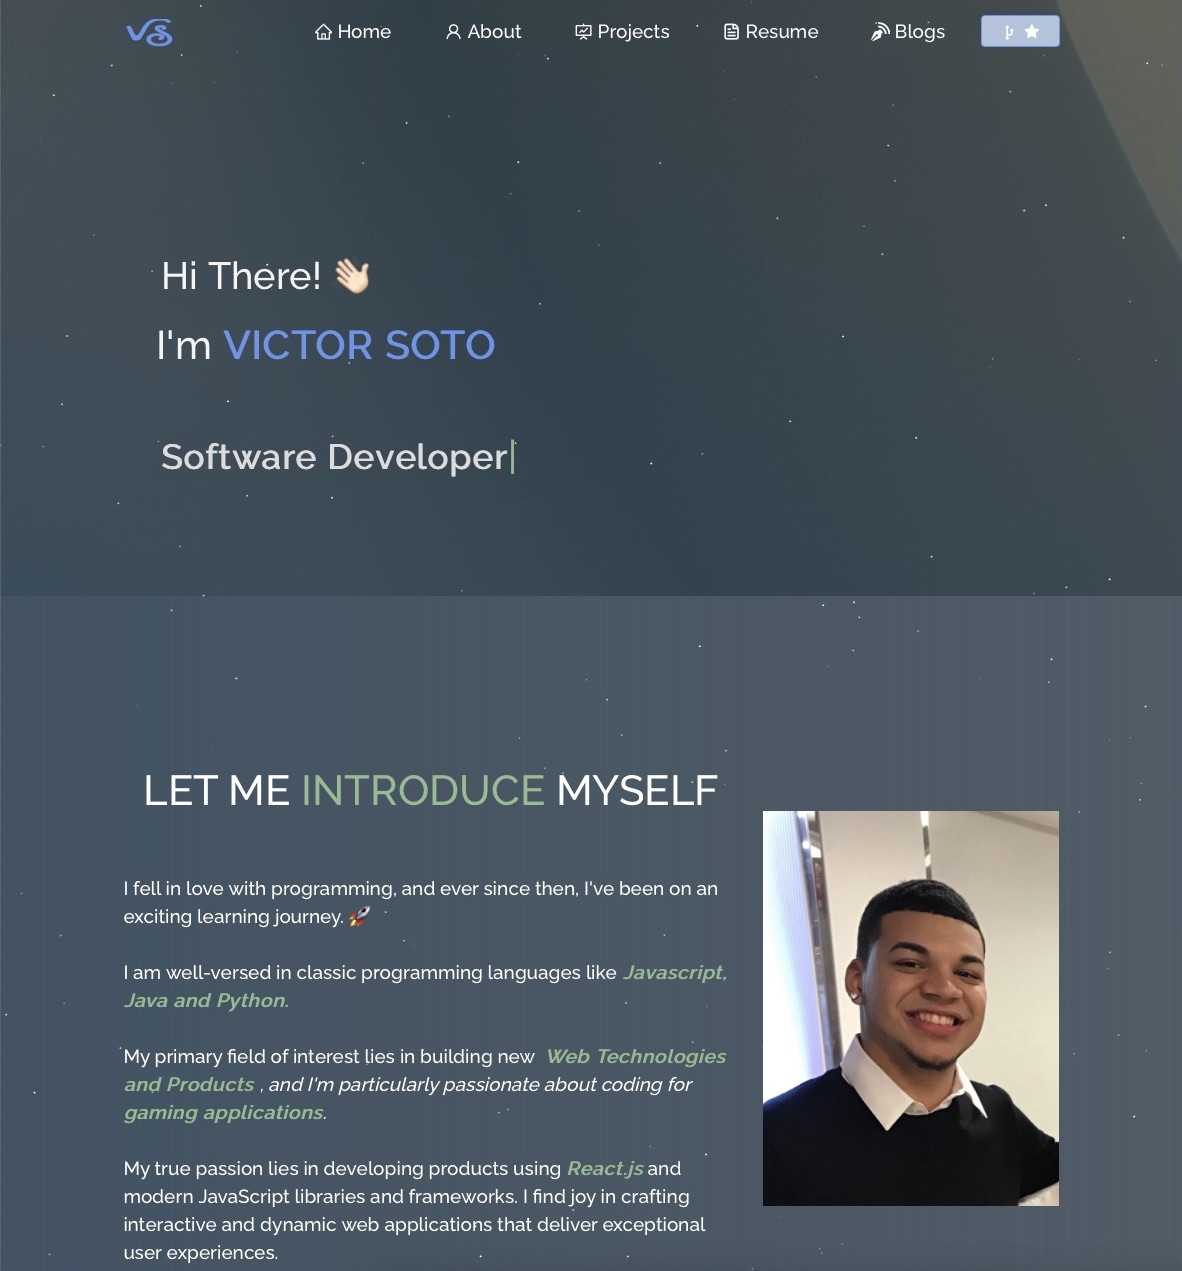 VS
Home About Projects Resume Blogs
Hi There! 👋🏻
I'm VICTOR SOTO
Software Developer
LET ME INTRODUCE MYSELF
I fell in love with programming, and ever since then, I've been on an
exciting learning journey. 🚀
I am well-versed in classic programming languages like Javascript,
Java and Python.
My primary field of interest lies in building new Web Technologies
and Products , and I'm particularly passionate about coding for
gaming applications.
My true passion lies in developing products using React.js and
modern JavaScript libraries and frameworks. I find joy in crafting
interactive and dynamic web applications that deliver exceptional
user experiences.